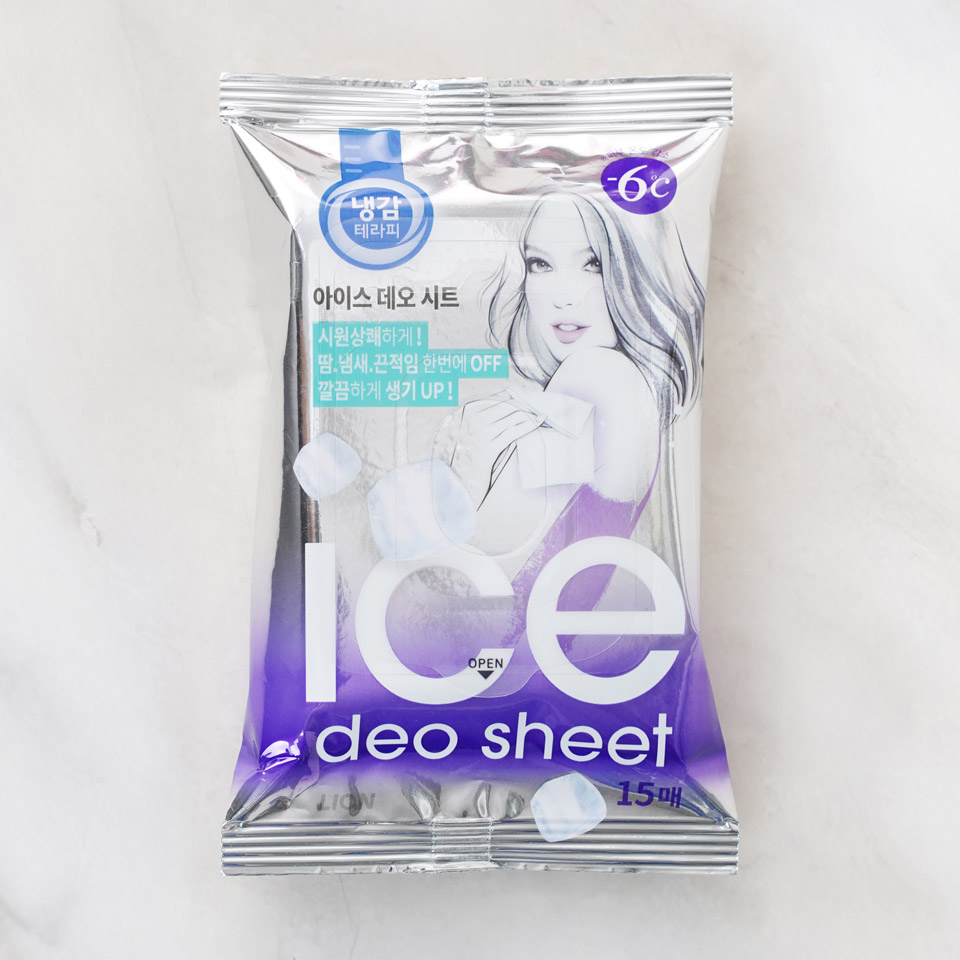 -6℃
냉감
테라피
아이스 데오 시트
시원상쾌하게!
땀.냄새.끈적임 한번에 OFF
깔끔하게 생기 UP!
ice
OPEN
deo sheet
LION
15매